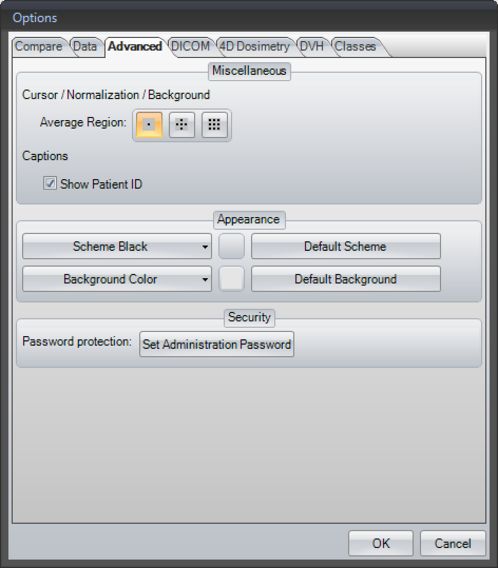 Options
Compare Data Advanced DICOM 4D Dosimetry DVH Classes
Miscellaneous
Cursor / Normalization / Background
Average Region:
Captions
Show Patient ID
Appearance
Scheme Black Default Scheme
Background Color Default Background
Security
Password protection: Set Administration Password
OK Cancel